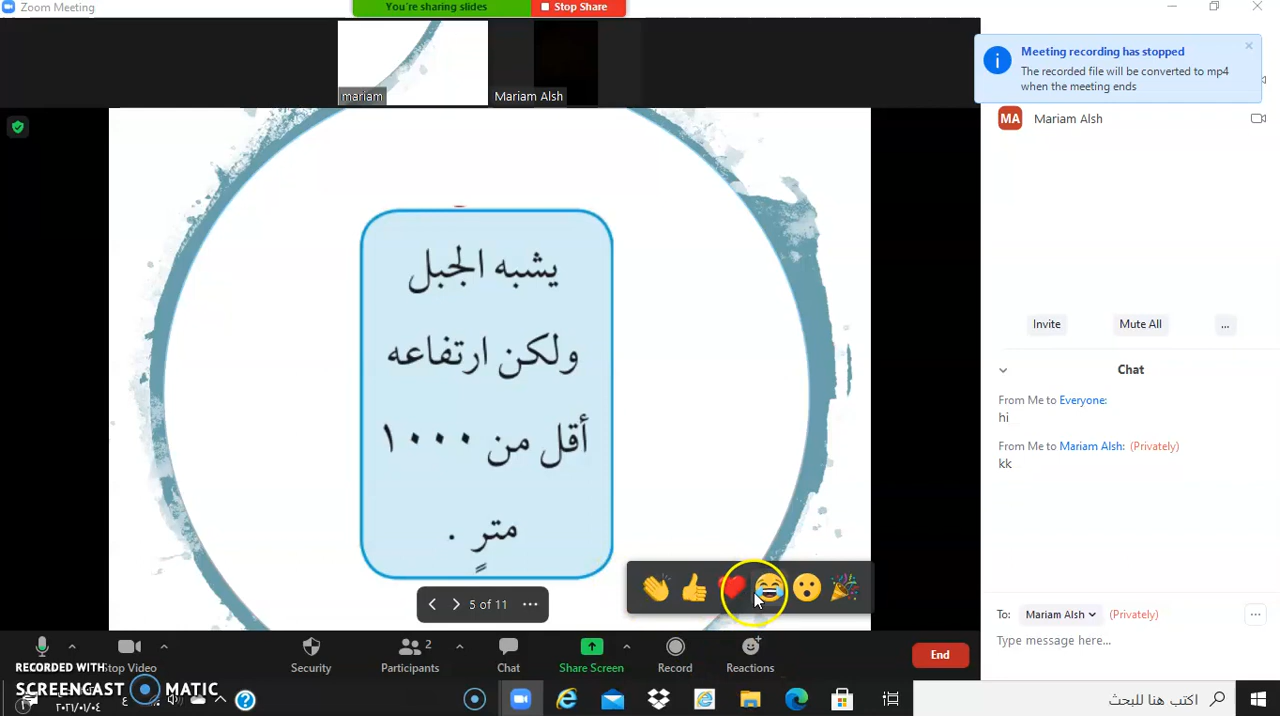 Zoom Meeting
You're sharing slides
Stop Share
mariam
Mariam Alsh
Meeting recording has stopped
The recorded file will be converted to mp4
when the meeting ends
MA
Mariam Alsh
يشبه الجبل
ولكن ارتفاعه
أقل من ١٠٠٠
مترٍ .
5 of 11
Invite
Mute All
...
Chat
From Me to Everyone:
hi
From Me to Mariam Alsh: (Privately)
kk
To: Mariam Alsh (Privately)
Type message here...
Stop Video
Security
Participants
2
Chat
Share Screen
Record
Reactions
End
RECORDED WITH
SCREENCAST MATIC
اكتب هنا للبحث